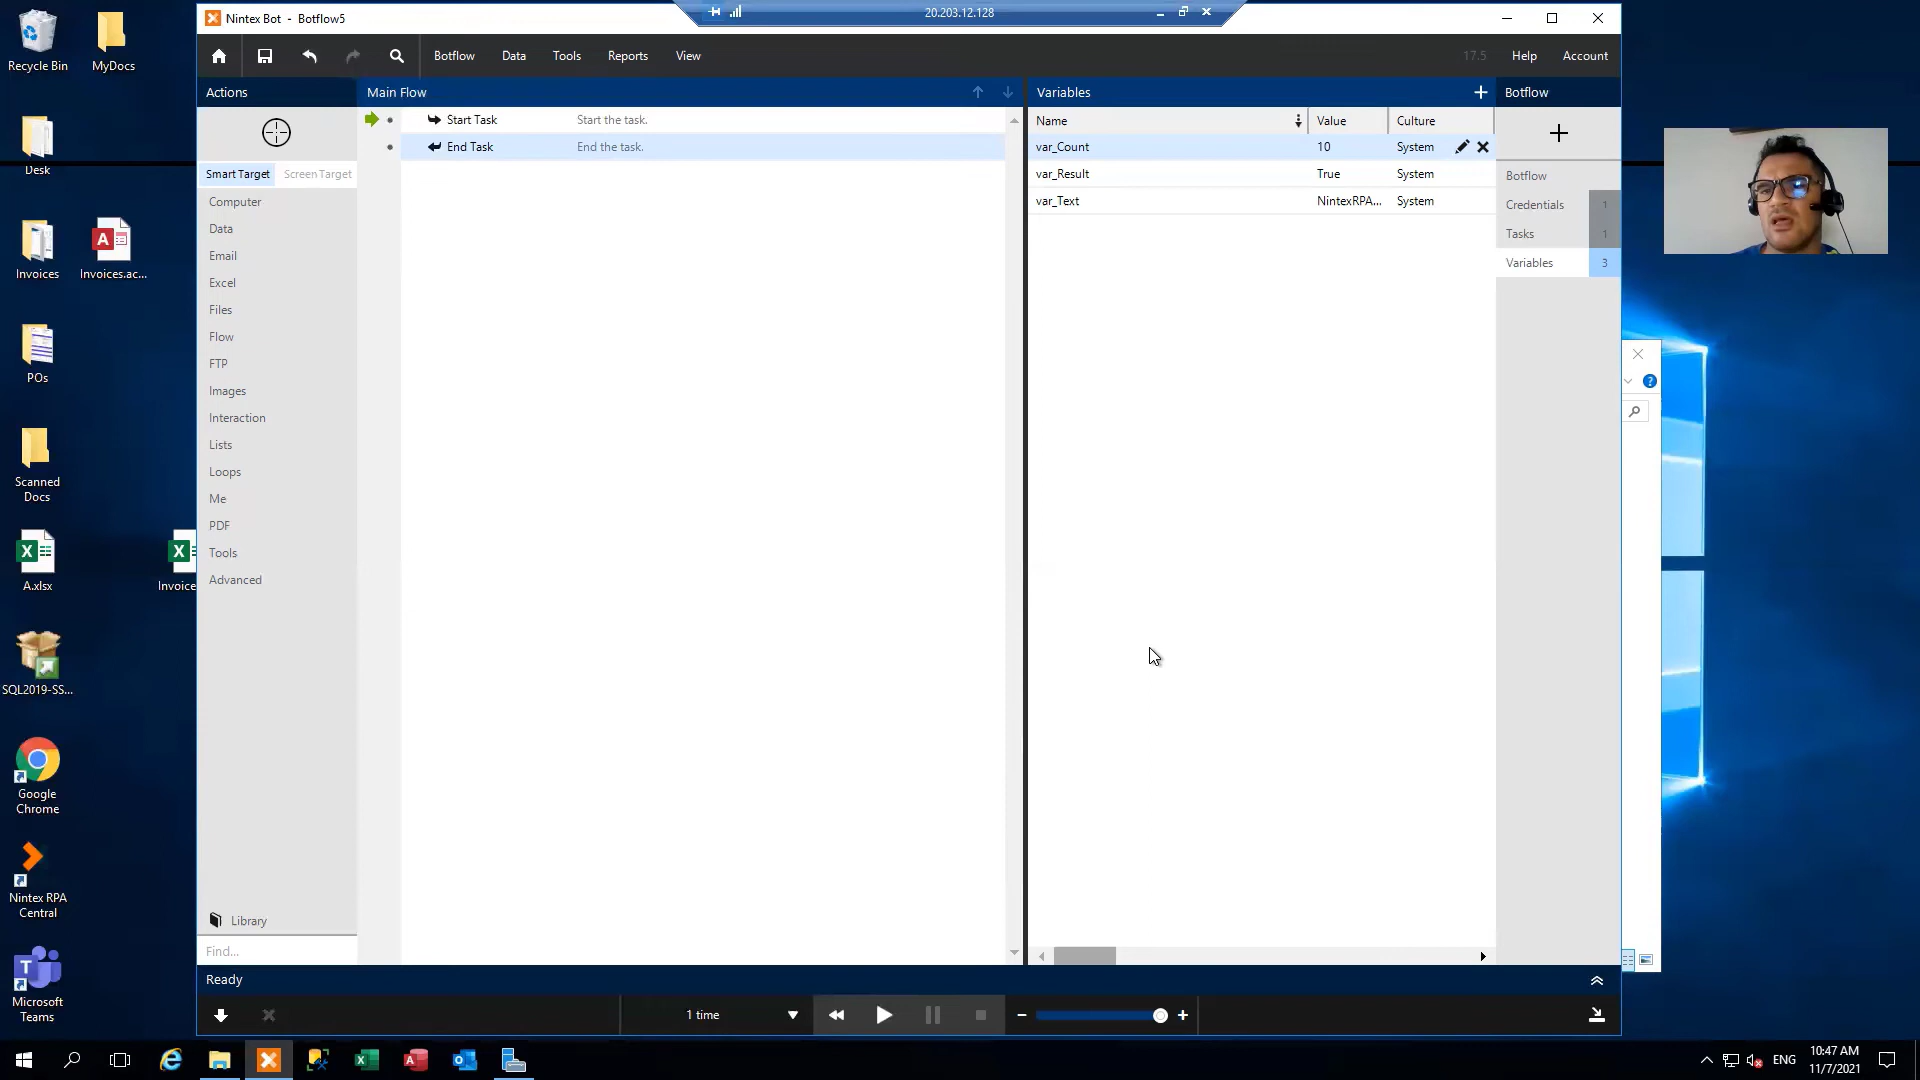 Recycle Bin
MyDocs
Desk
Invoices
Invoices.ac...
POs
Scanned
Docs
A.xlsx
Invoice
SQL2019-SS...
Google
Chrome
Nintex RPA
Central
Microsoft
Teams
Nintex Bot - Botflow5
20.203.12.128
Botflow
Data
Tools
Reports
View
17.5
Help
Account
Actions
Main Flow
Variables
Botflow
Smart Target
Screen Target
Computer
Data
Email
Excel
Files
Flow
FTP
Images
Interaction
Lists
Loops
Me
PDF
Tools
Advanced
Library
Find...
Start Task
Start the task.
End Task
End the task.
Name
Value
Culture
var_Count
10
System
var_Result
True
System
var_Text
NintexRPA...
System
Botflow
Credentials
1
Tasks
1
Variables
3
Ready
1 time
ENG
10:47 AM
11/7/2021